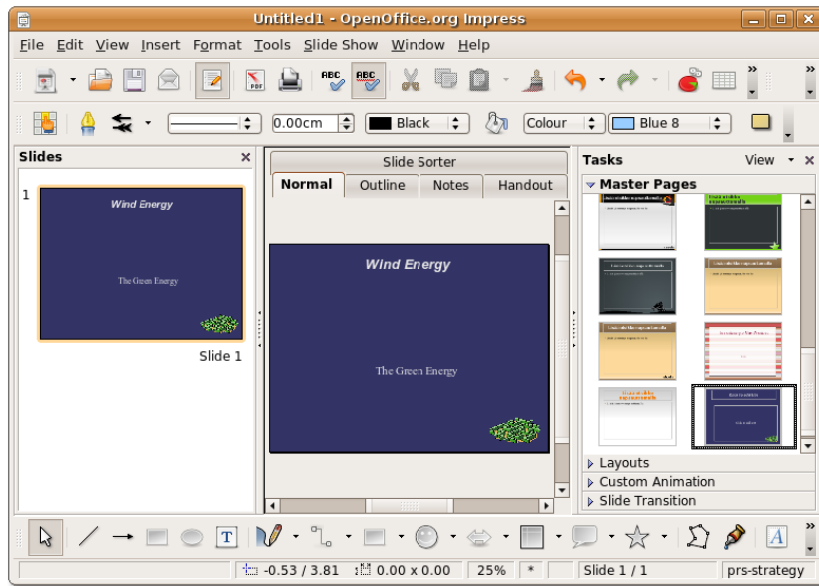 Untitled1 - OpenOffice.org Impress
File Edit View Insert Format Tools Slide Show Window Help
PDF ABC ABC
0.00cm Black Colour Blue 8
Slides
Slide Sorter
Tasks View
Normal Outline Notes Handout
Master Pages
1
Wind Energy
The Green Energy
Slide 1
Wind Energy
The Green Energy
Layouts
Custom Animation
Slide Transition
T A
-0.53 / 3.81 0.00 x 0.00 25% * Slide 1 / 1 prs-strategy